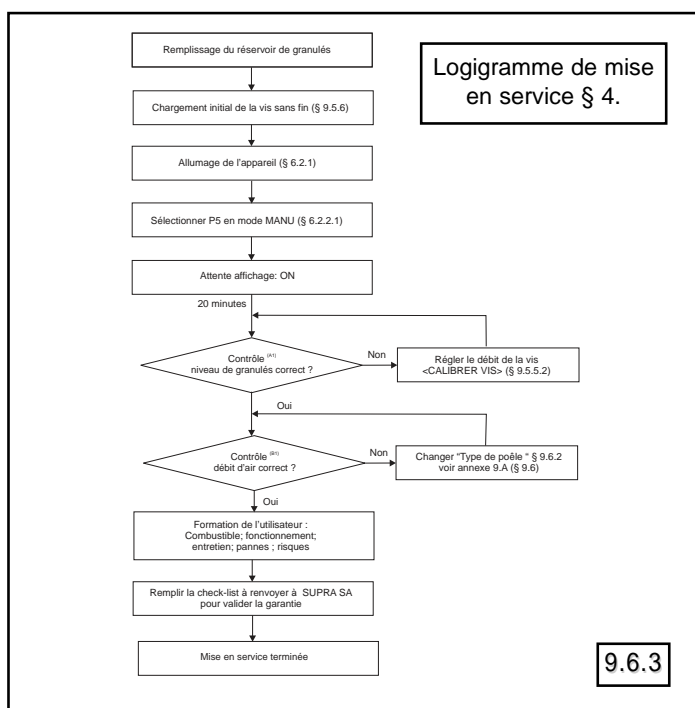 Remplissage du réservoir de granulés
Logigramme de mise
en service § 4.
Chargement initial de la vis sans fin (§ 9.5.6)
Allumage de l'appareil (§ 6.2.1)
Sélectionner P5 en mode MANU (§ 6.2.2.1)
Attente affichage: ON
20 minutes
Contrôle (A1)
niveau de granulés correct ?
Non
Régler le débit de la vis
<CALIBRER VIS> (§ 9.5.5.2)
Oui
Contrôle (B1)
débit d'air correct ?
Non
Changer "Type de poêle " § 9.6.2
voir annexe 9.A (§ 9.6)
Oui
Formation de l'utilisateur :
Combustible; fonctionnement;
entretien; pannes ; risques
Remplir la check-list à renvoyer à SUPRA SA
pour valider la garantie
Mise en service terminée
9.6.3